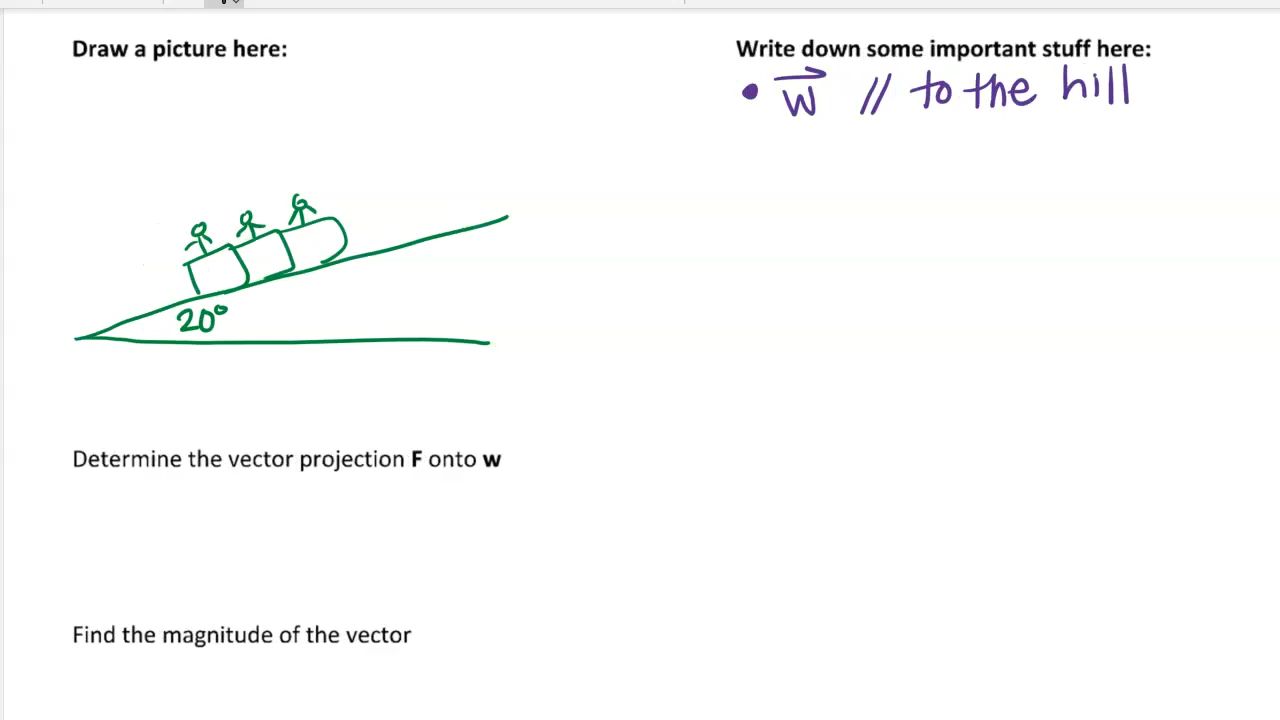 Draw a picture here:
Write down some important stuff here:
• w // to the hill
20°
Determine the vector projection F onto w
Find the magnitude of the vector